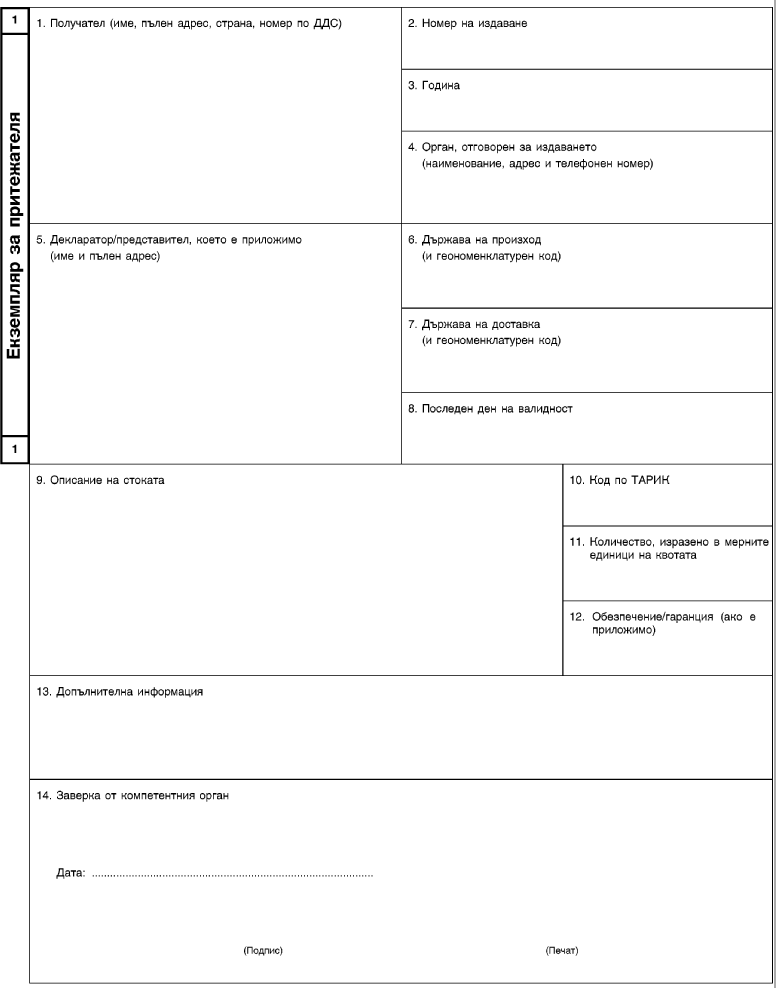 1
Екземпляр за притежателя
1
1. Получател (име, пълен адрес, страна, номер по ДДС)
2. Номер на издаване
3. Година
4. Орган, отговорен за издаването
(наименование, адрес и телефонен номер)
5. Декларатор/представител, което е приложимо
(име и пълен адрес)
6. Държава на произход
(и геономенклатурен код)
7. Държава на доставка
(и геономенклатурен код)
8. Последен ден на валидност
9. Описание на стоката
10. Код по ТАРИК
11. Количество, изразено в мерните
единици на квотата
12. Обезпечение/гаранция (ако е
приложимо)
13. Допълнителна информация
14. Заверка от компетентния орган
Дата: ............................................................................................
(Подпис)
(Печат)